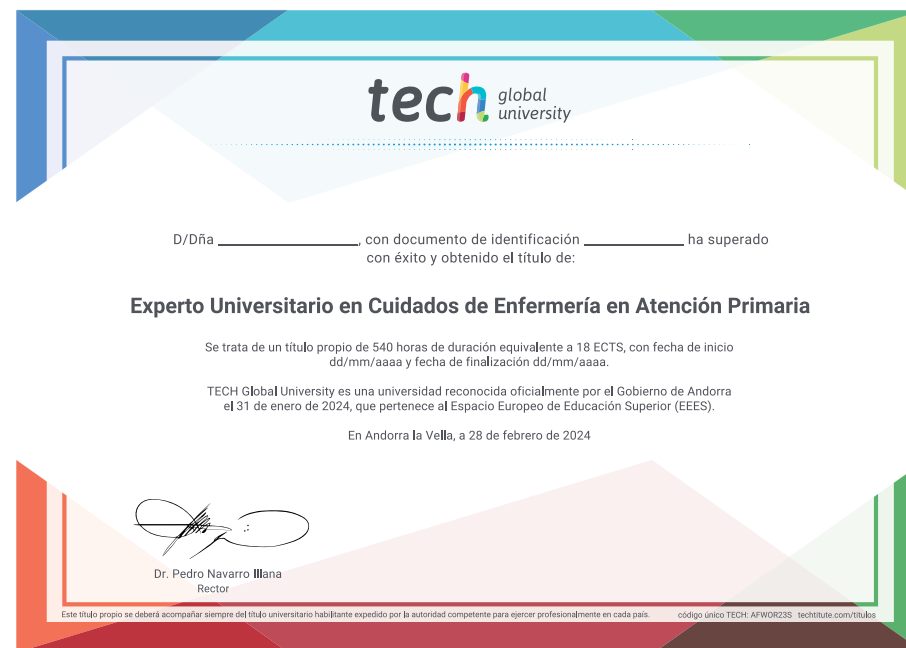 tech global university
D/Dña ____________, con documento de identificación ____________ ha superado
con éxito y obtenido el título de:
Experto Universitario en Cuidados de Enfermería en Atención Primaria
Se trata de un título propio de 540 horas de duración equivalente a 18 ECTS, con fecha de inicio
dd/mm/aaaa y fecha de finalización dd/mm/aaaa.
TECH Global University es una universidad reconocida oficialmente por el Gobierno de Andorra
el 31 de enero de 2024, que pertenece al Espacio Europeo de Educación Superior (EEES).
En Andorra la Vella, a 28 de febrero de 2024
Dr. Pedro Navarro Illana
Rector
Este título propio se deberá acompañar siempre del título universitario habilitante expedido por la autoridad competente para ejercer profesionalmente en cada país. código único TECH: AFWOR23S techtitute.com/titulos